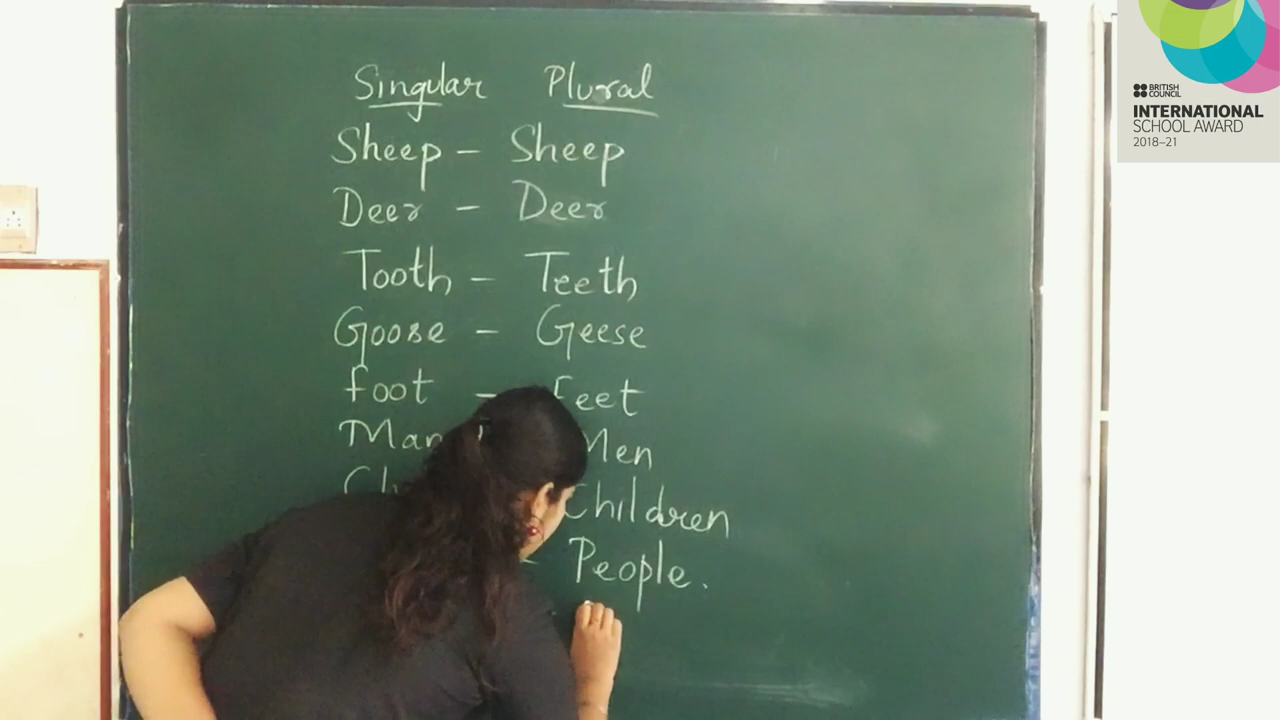 Singular Plural
Sheep – Sheep
Deer – Deer
Tooth – Teeth
Goose – Geese
foot – Feet
Man Men
Children
– People.
BRITISH
COUNCIL
INTERNATIONAL
SCHOOL AWARD
2018–21